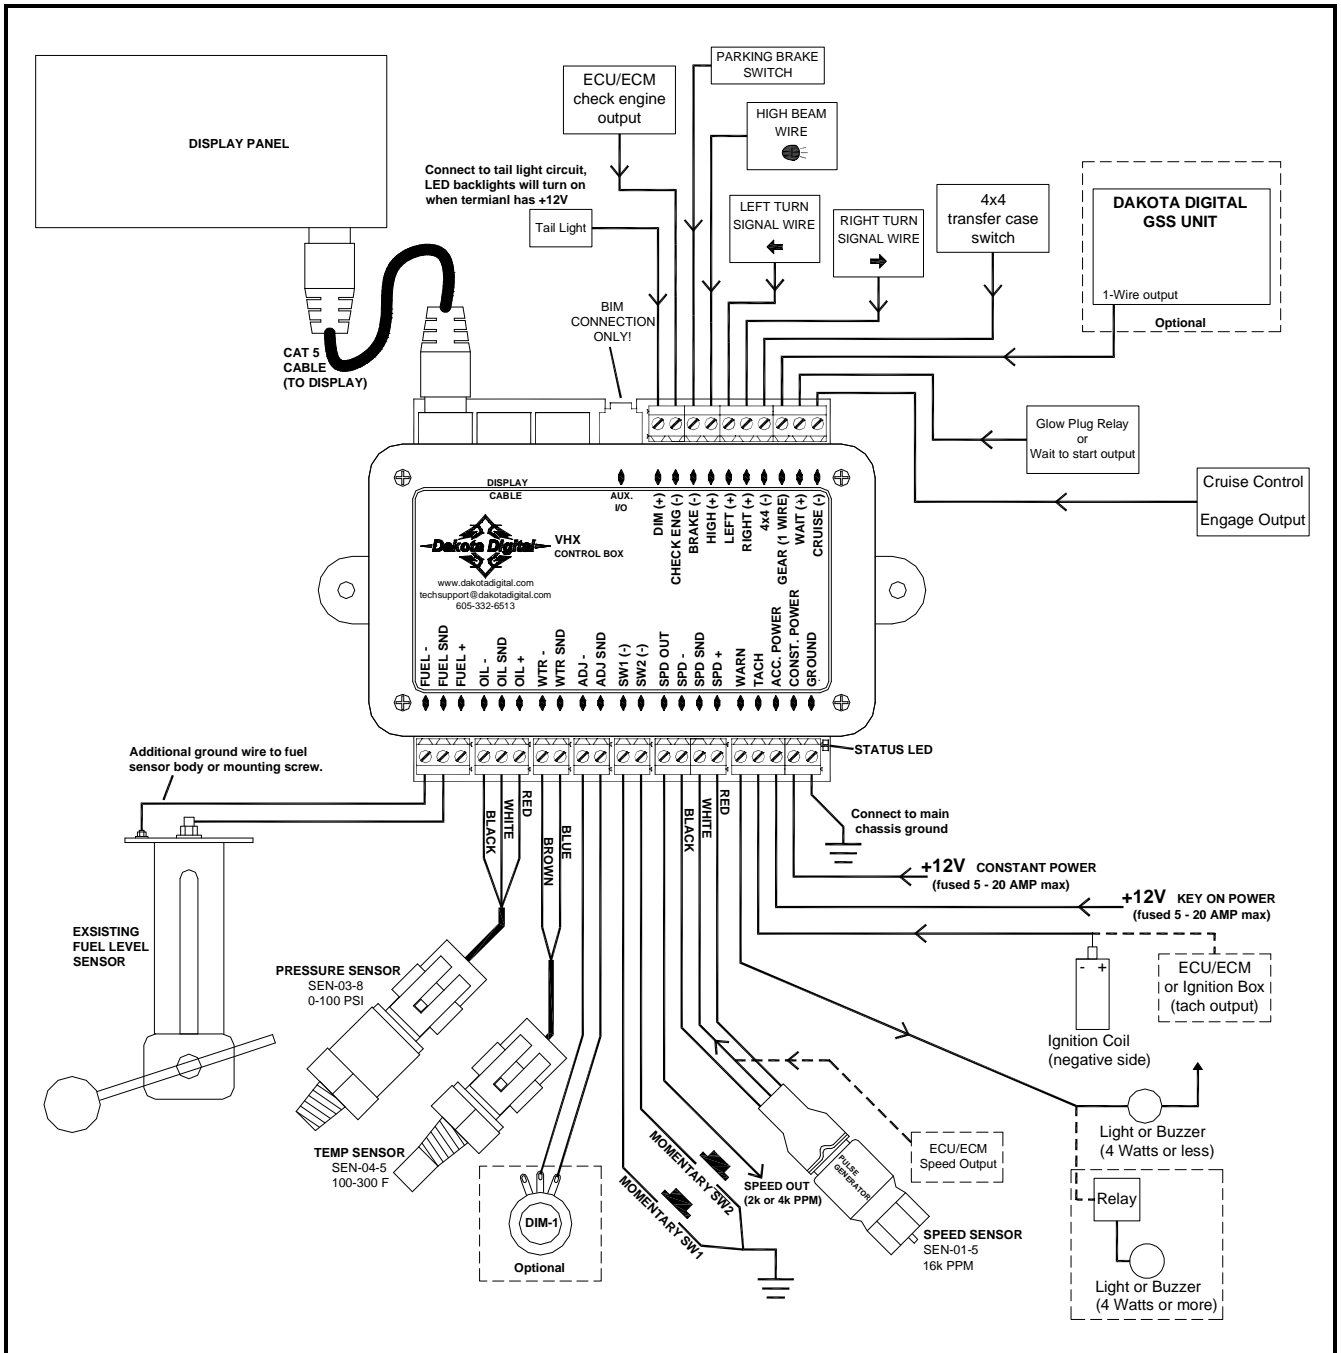 DISPLAY PANEL
ECU/ECM
check engine
output
PARKING BRAKE
SWITCH
HIGH BEAM
WIRE
Connect to tail light circuit,
LED backlights will turn on
when termianl has +12V
Tail Light
LEFT TURN
SIGNAL WIRE
RIGHT TURN
SIGNAL WIRE
4x4
transfer case
switch
DAKOTA DIGITAL
GSS UNIT
1-Wire output
Optional
BIM
CONNECTION
ONLY!
CAT 5
CABLE
(TO DISPLAY)
Glow Plug Relay
or
Wait to start output
Cruise Control
Engage Output
DISPLAY
CABLE
AUX.
I/O
DIM (+)
CHECK ENG (-)
BRAKE (-)
HIGH (+)
LEFT (+)
RIGHT (+)
4x4 (-)
GEAR (1 WIRE)
WAIT (+)
CRUISE (-)
Dakota Digital
VHX
CONTROL BOX
www.dakotadigital.com
techsupport@dakotadigital.com
605-332-6513
FUEL -
FUEL SND
FUEL +
OIL -
OIL SND
OIL +
WTR -
WTR SND
ADJ -
ADJ SND
SW1 (-)
SW2 (-)
SPD OUT
SPD -
SPD SND
SPD +
WARN
TACH
ACC. POWER
CONST. POWER
GROUND
STATUS LED
Additional ground wire to fuel
sensor body or mounting screw.
BLACK
WHITE
RED
BROWN
BLUE
BLACK
WHITE
RED
Connect to main
chassis ground
+12V CONSTANT POWER
(fused 5 - 20 AMP max)
+12V KEY ON POWER
(fused 5 - 20 AMP max)
EXSISTING
FUEL LEVEL
SENSOR
PRESSURE SENSOR
SEN-03-8
0-100 PSI
- +
Ignition Coil
(negative side)
ECU/ECM
or Ignition Box
(tach output)
TEMP SENSOR
SEN-04-5
100-300 F
DIM-1
Optional
MOMENTARY SW1
MOMENTARY SW2
SPEED OUT
(2k or 4k PPM)
PULSE
GENERATOR
ECU/ECM
Speed Output
SPEED SENSOR
SEN-01-5
16k PPM
Light or Buzzer
(4 Watts or less)
Relay
Light or Buzzer
(4 Watts or more)